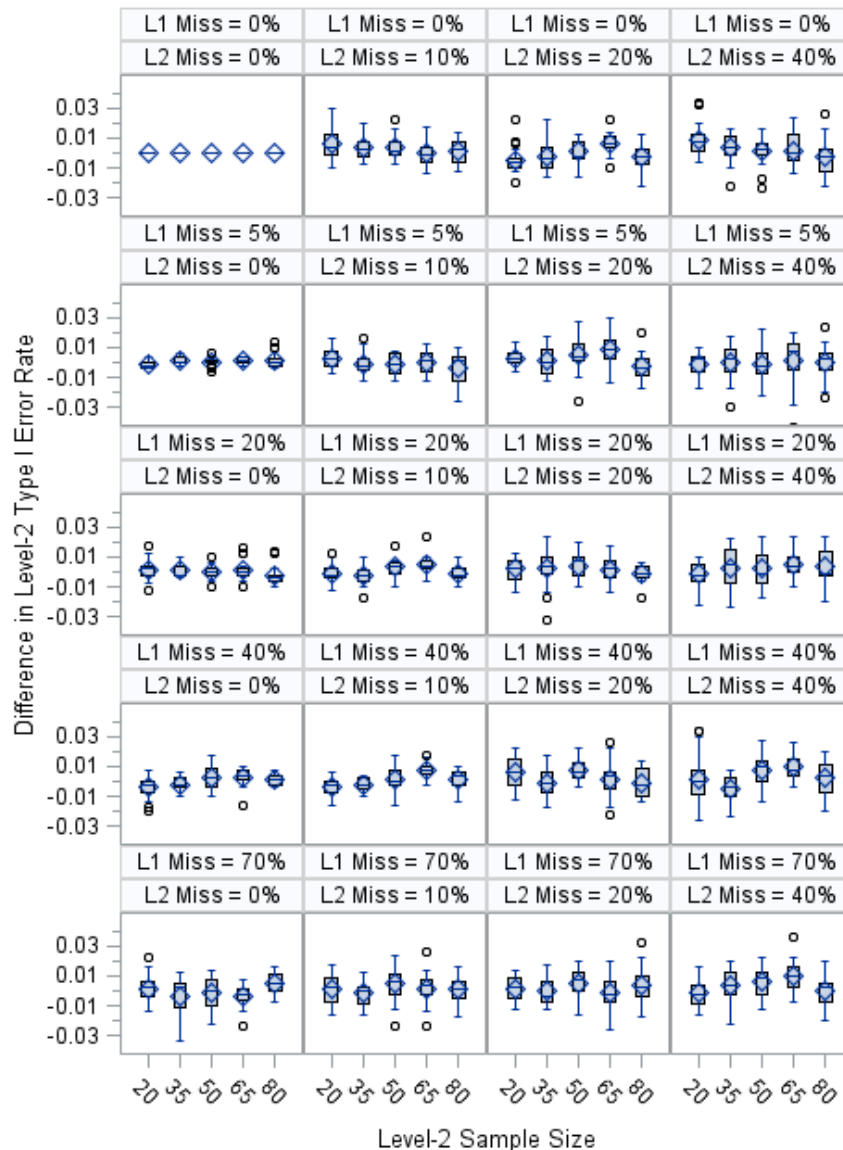 L1 Miss = 0% L1 Miss = 0% L1 Miss = 0% L1 Miss = 0%
L2 Miss = 0% L2 Miss = 10% L2 Miss = 20% L2 Miss = 40%
0.03
0.01
-0.01
-0.03
L1 Miss = 5% L1 Miss = 5% L1 Miss = 5% L1 Miss = 5%
L2 Miss = 0% L2 Miss = 10% L2 Miss = 20% L2 Miss = 40%
0.03
0.01
-0.01
-0.03
L1 Miss = 20% L1 Miss = 20% L1 Miss = 20% L1 Miss = 20%
L2 Miss = 0% L2 Miss = 10% L2 Miss = 20% L2 Miss = 40%
0.03
0.01
-0.01
-0.03
L1 Miss = 40% L1 Miss = 40% L1 Miss = 40% L1 Miss = 40%
L2 Miss = 0% L2 Miss = 10% L2 Miss = 20% L2 Miss = 40%
0.03
0.01
-0.01
-0.03
L1 Miss = 70% L1 Miss = 70% L1 Miss = 70% L1 Miss = 70%
L2 Miss = 0% L2 Miss = 10% L2 Miss = 20% L2 Miss = 40%
0.03
0.01
-0.01
-0.03
Difference in Level-2 Type I Error Rate
20 35 50 65 80 20 35 50 65 80 20 35 50 65 80 20 35 50 65 80
Level-2 Sample Size